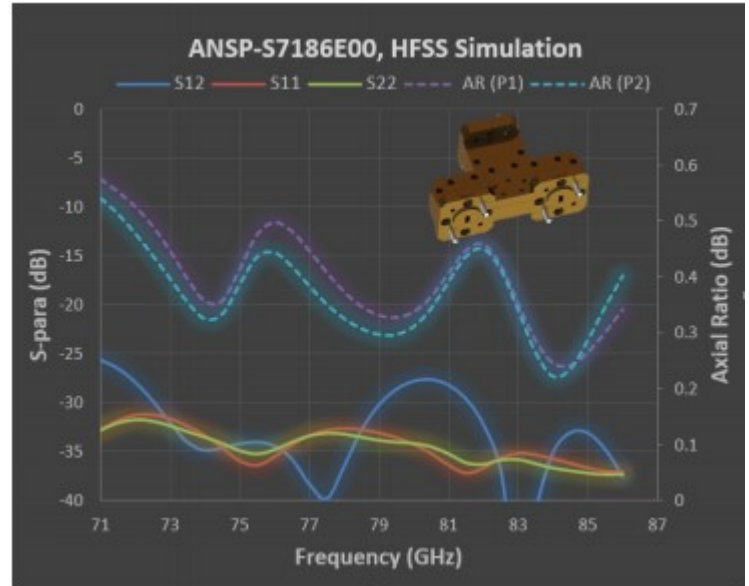 ANSP-S7186E00, HFSS Simulation
S12 S11 S22 AR (P1) AR (P2)
0 0.7
-5
0.6
-10
0.5
-15
0.4
-20
0.3
-25
0.2
-30
0.1
-35
-40 0
S-para (dB)
Axial Ratio (dB)
71 73 75 77 79 81 83 85 87
Frequency (GHz)